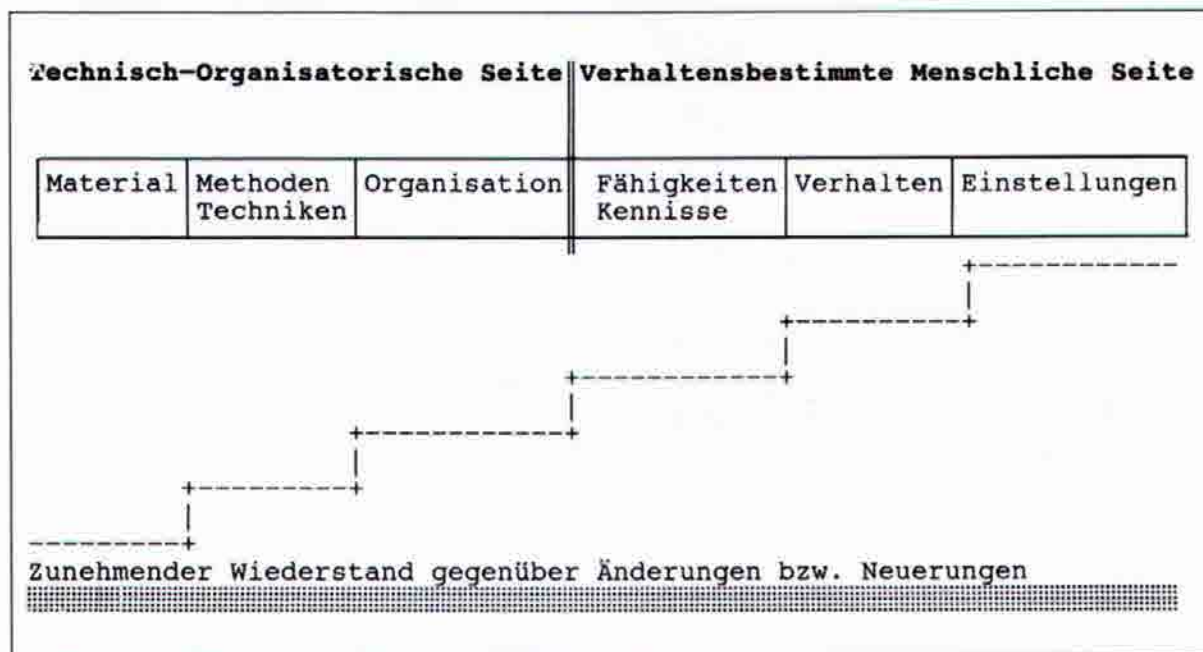 Technisch-Organisatorische Seite Verhaltensbestimmte Menschliche Seite
Material Methoden Organisation Fähigkeiten Verhalten Einstellungen
Techniken Kennisse
Zunehmender Wiederstand gegenüber Änderungen bzw. Neuerungen